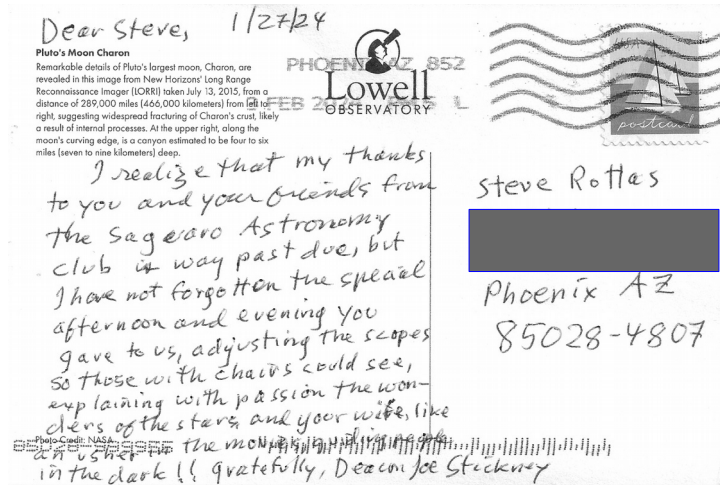 Dear Steve, 1/27/24
Pluto's Moon Charon
Remarkable details of Pluto's largest moon, Charon, are
revealed in this image from New Horizons' Long Range
Reconnaissance Imager (LORRI) taken July 13, 2015, from a
distance of 289,000 miles (466,000 kilometers) from left to
right, suggesting widespread fracturing of Charon's crust, likely
a result of internal processes. At the upper right, along the
moon's curving edge, is a canyon estimated to be four to six
miles (seven to nine kilometers) deep.
PHOENIX AZ 852
FEB
L
Lowell
OBSERVATORY
postcard
I realize that my thanks
to you and your friends from
the Saguaro Astronomy
club is way past due, but
I have not forgotten the special
afternoon and evening you
gave to us, adjusting the scopes
so those with chairs could see,
explaining with passion the won-
ders of the stars, and your wife, like
an usher in the movies, guiding people
in the dark!! Gratefully, Deacon Joe Stickney
Photo Credit: NASA
Steve Rottas
Phoenix AZ
85028-4807